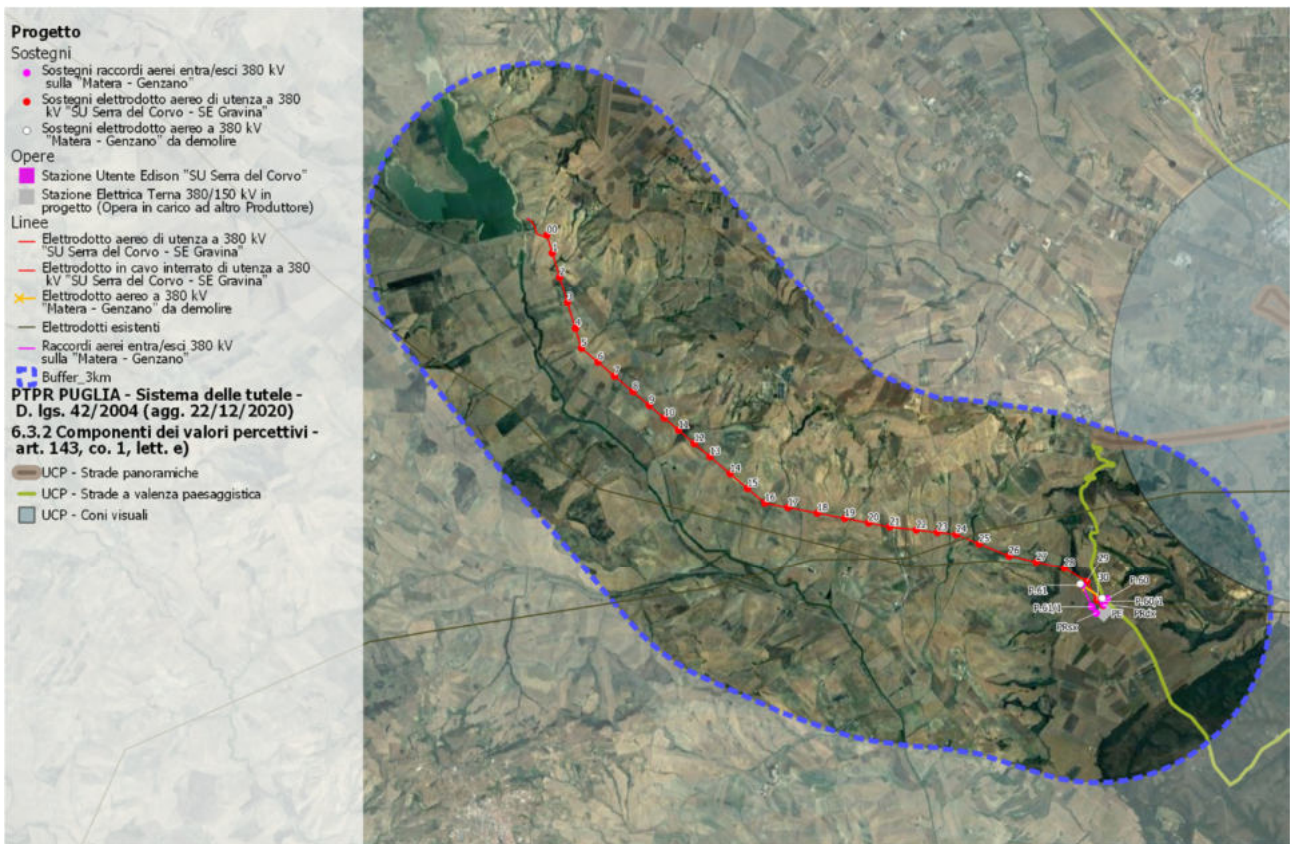 Progetto
Sostegni
Sostegni raccordi aerei entra/esci 380 kV
sulla "Matera - Genzano"
Sostegni elettrodotto aereo di utenza a 380
kV "SU Serra del Corvo - SE Gravina"
Sostegni elettrodotto aereo a 380 kV
"Matera - Genzano" da demolire
Opere
Stazione Utente Edison "SU Serra del Corvo"
Stazione Elettrica Terna 380/150 kV in
progetto (Opera in carico ad altro Produttore)
Linee
Elettrodotto aereo di utenza a 380 kV
"SU Serra del Corvo - SE Gravina"
Elettrodotto in cavo interrato di utenza a 380
kV "SU Serra del Corvo - SE Gravina"
Elettrodotto aereo a 380 kV
"Matera - Genzano" da demolire
Elettrodotti esistenti
Raccordi aerei entra/esci 380 kV
sulla "Matera - Genzano"
Buffer_3km
PTPR PUGLIA - Sistema delle tutele -
D. lgs. 42/2004 (agg. 22/12/2020)
6.3.2 Componenti dei valori percettivi -
art. 143, co. 1, lett. e)
UCP - Strade panoramiche
UCP - Strade a valenza paesaggistica
UCP - Coni visuali
00
1
2
3
4
5
6
7
8
9
10
11
12
13
14
15
16
17
18
19
20
21
22
23
24
25
26
27
28
29
30
P.60
P.61
P.60/1
P.61/1
PE
PRdx
PRsx